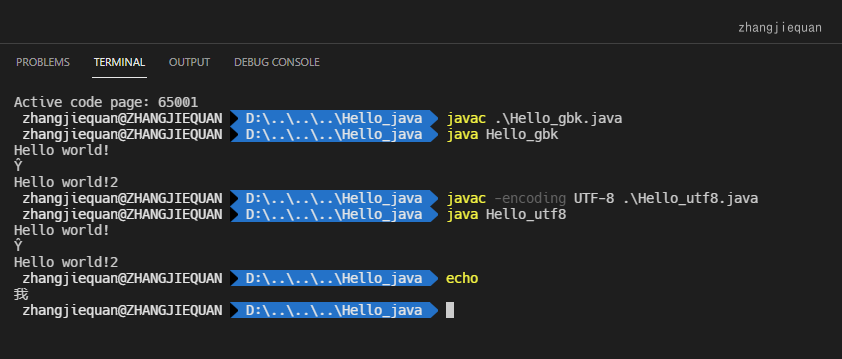 zhangjiequan
PROBLEMS TERMINAL OUTPUT DEBUG CONSOLE
Active code page: 65001
zhangjiequan@ZHANGJIEQUAN D:\..\..\..\Hello_java javac .\Hello_gbk.java
zhangjiequan@ZHANGJIEQUAN D:\..\..\..\Hello_java java Hello_gbk
Hello world!
Ŷ
Hello world!2
zhangjiequan@ZHANGJIEQUAN D:\..\..\..\Hello_java javac -encoding UTF-8 .\Hello_utf8.java
zhangjiequan@ZHANGJIEQUAN D:\..\..\..\Hello_java java Hello_utf8
Hello world!
Ŷ
Hello world!2
zhangjiequan@ZHANGJIEQUAN D:\..\..\..\Hello_java echo
我
zhangjiequan@ZHANGJIEQUAN D:\..\..\..\Hello_java